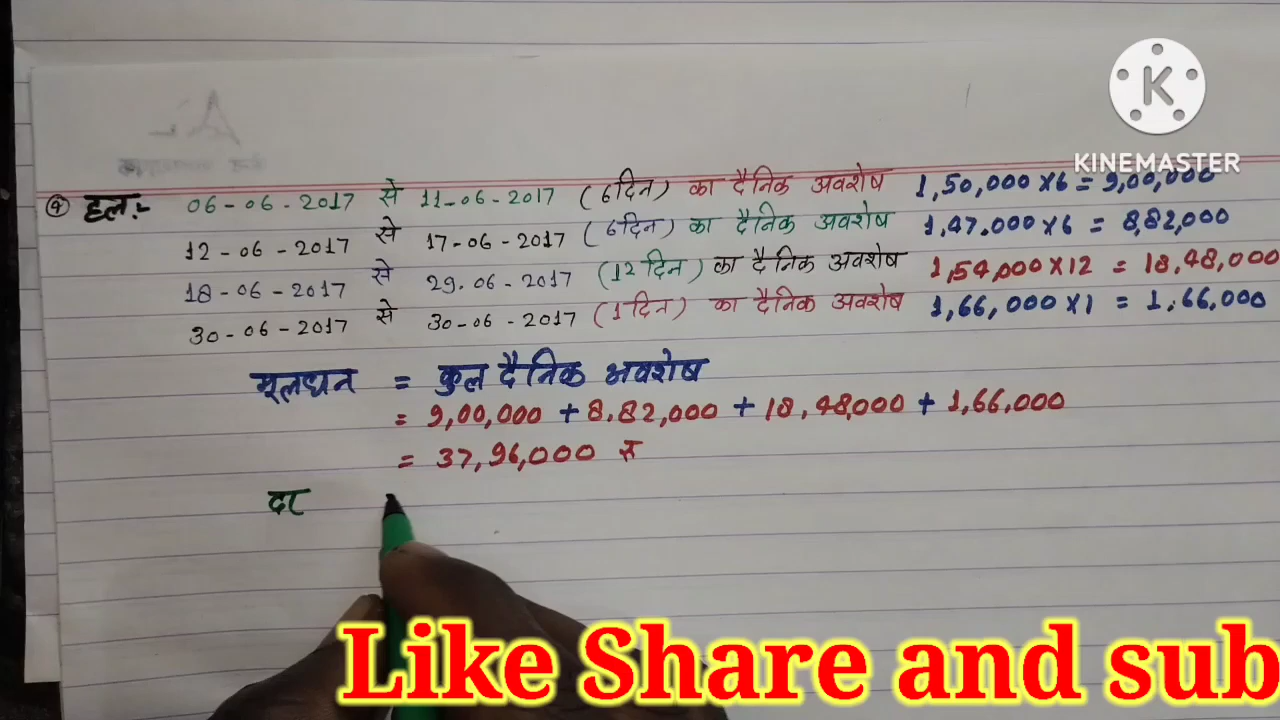 KINEMASTER
④ हलः- 06-06-2017 से 11-06-2017 (6दिन) का दैनिक अवशेष 1,50,000×6=9,00,000
12-06-2017 से 17-06-2017 (6दिन) का दैनिक अवशेष 1,47,000×6 = 8,82,000
18-06-2017 से 29.06-2017 (12दिन) का दैनिक अवशेष 1,54,000×12 = 18,48,000
30-06-2017 से 30-06-2017 (1दिन) का दैनिक अवशेष 1,66,000×1 = 1,66,000
मूलधन = कुल दैनिक अवशेष
= 9,00,000 + 8,82,000 + 18,48,000 + 1,66,000
= 37,96,000 रु
दर
Like Share and sub